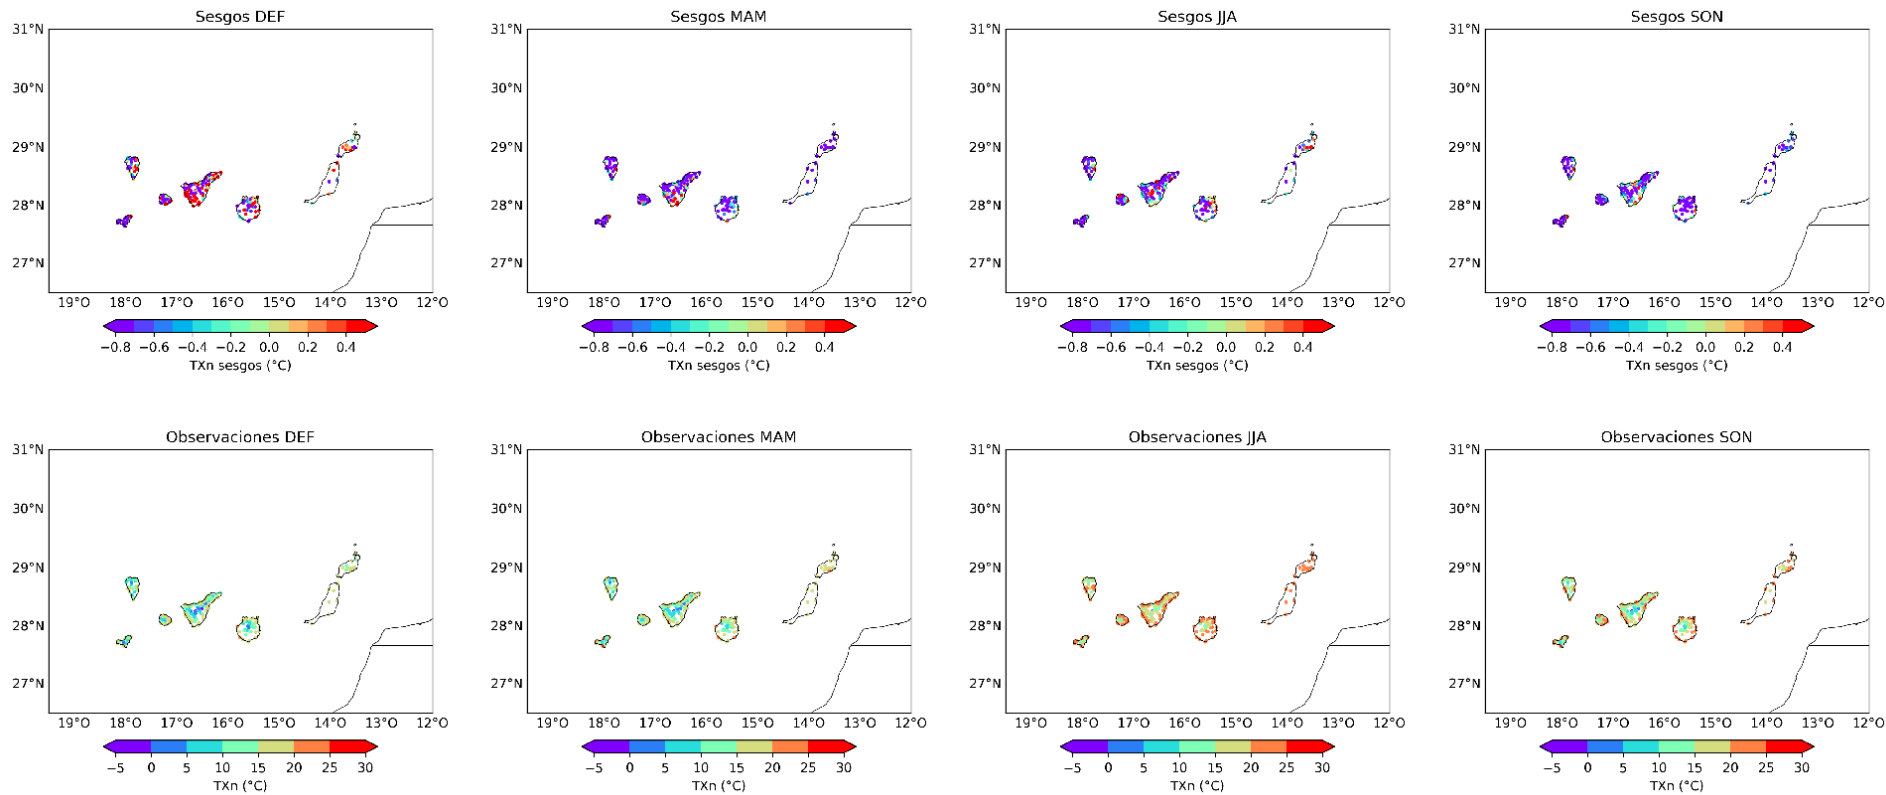 Sesgos DEF
Sesgos MAM
Sesgos JJA
Sesgos SON
31°N 31°N 31°N 31°N
30°N 30°N 30°N 30°N
29°N 29°N 29°N 29°N
28°N 28°N 28°N 28°N
27°N 27°N 27°N 27°N
19°O 18°O 17°O 16°O 15°O 14°O 13°O 12°O 19°O 18°O 17°O 16°O 15°O 14°O 13°O 12°O 19°O 18°O 17°O 16°O 15°O 14°O 13°O 12°O 19°O 18°O 17°O 16°O 15°O 14°O 13°O 12°O
−0.8 −0.6 −0.4 −0.2 0.0 0.2 0.4 −0.8 −0.6 −0.4 −0.2 0.0 0.2 0.4 −0.8 −0.6 −0.4 −0.2 0.0 0.2 0.4 −0.8 −0.6 −0.4 −0.2 0.0 0.2 0.4
TXn sesgos (°C) TXn sesgos (°C) TXn sesgos (°C) TXn sesgos (°C)
Observaciones DEF
Observaciones MAM
Observaciones JJA
Observaciones SON
31°N 31°N 31°N 31°N
30°N 30°N 30°N 30°N
29°N 29°N 29°N 29°N
28°N 28°N 28°N 28°N
27°N 27°N 27°N 27°N
19°O 18°O 17°O 16°O 15°O 14°O 13°O 12°O 19°O 18°O 17°O 16°O 15°O 14°O 13°O 12°O 19°O 18°O 17°O 16°O 15°O 14°O 13°O 12°O 19°O 18°O 17°O 16°O 15°O 14°O 13°O 12°O
−5 0 5 10 15 20 25 30 −5 0 5 10 15 20 25 30 −5 0 5 10 15 20 25 30 −5 0 5 10 15 20 25 30
TXn (°C) TXn (°C) TXn (°C) TXn (°C)